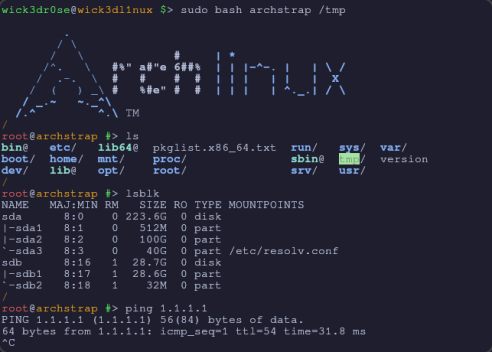 wick3dr0se@wick3dl1nux $> sudo bash archstrap /tmp
               .
              / \
             /   \                 #     | *
            /^.   \    #%" a#"e 6##%   | | |-^-. |   | \ /
           /  .-.  \   #   #    #  #   | | |   | |   |  X
          /  (   ) _\  #   %#e" #  #   | | |   | ^._.| / \
         / _.~   ~._^\
        /.^         ^.\ TM
/
root@archstrap #> ls
bin@   etc/   lib64@  pkglist.x86_64.txt  run/   sys/  var/
boot/  home/  mnt/    proc/               sbin@  tmp/  version
dev/   lib@   opt/    root/               srv/   usr/
/
root@archstrap #> lsblk
NAME   MAJ:MIN RM   SIZE RO TYPE MOUNTPOINTS
sda      8:0    0 223.6G  0 disk
|-sda1   8:1    0   512M  0 part
|-sda2   8:2    0   100G  0 part
`-sda3   8:3    0    40G  0 part /etc/resolv.conf
sdb      8:16   1  28.7G  0 disk
|-sdb1   8:17   1  28.6G  0 part
`-sdb2   8:18   1    32M  0 part
/
root@archstrap #> ping 1.1.1.1
PING 1.1.1.1 (1.1.1.1) 56(84) bytes of data.
64 bytes from 1.1.1.1: icmp_seq=1 ttl=54 time=31.8 ms
^C